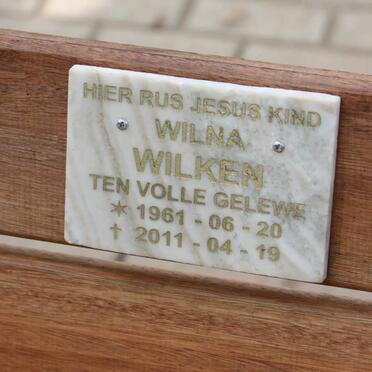 HIER RUS JESUS KIND
WILNA
WILKEN
TEN VOLLE GELEWE
✶ 1961 - 06 - 20
† 2011 - 04 - 19